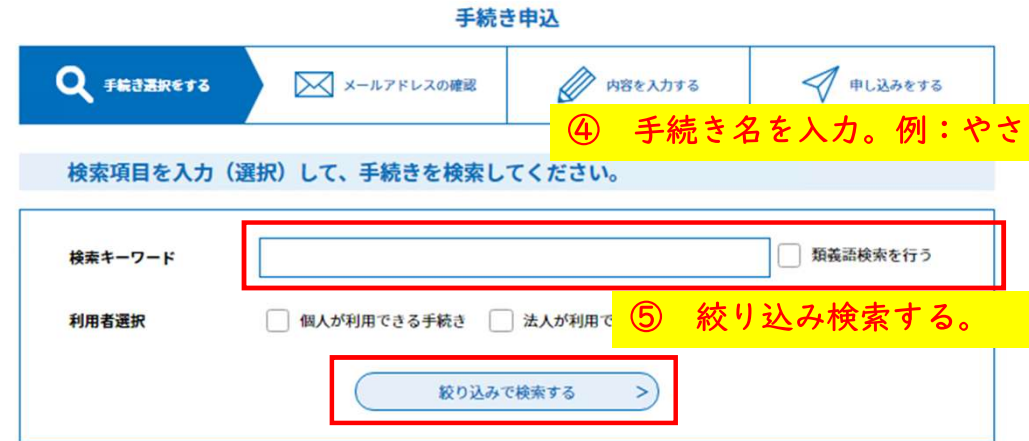 手続き申込
手続き選択をする
メールアドレスの確認
内容を入力する
申し込みをする
④ 手続き名を入力。例：やさ
検索項目を入力（選択）して、手続きを検索してください。
検索キーワード
類義語検索を行う
利用者選択
個人が利用できる手続き
法人が利用で
⑤ 絞り込み検索する。
絞り込みで検索する >